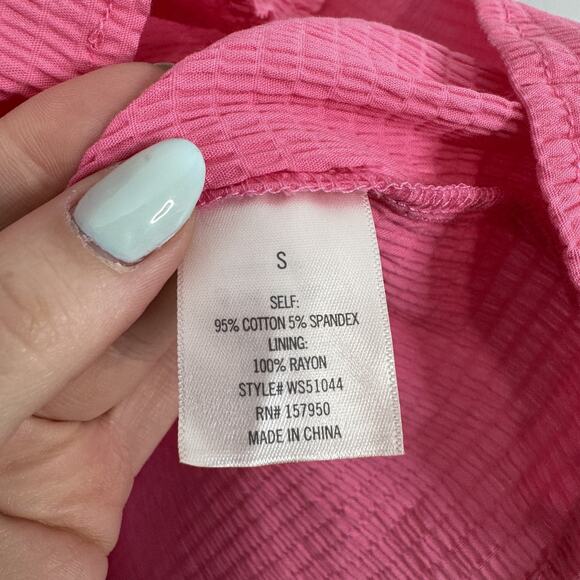 S
SELF:
95% COTTON 5% SPANDEX
LINING:
100% RAYON
STYLE# WS51044
RN# 157950
MADE IN CHINA